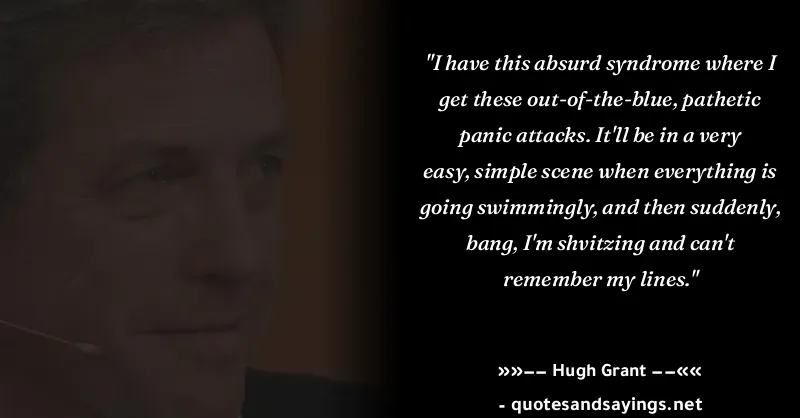 "I have this absurd syndrome where I
get these out-of-the-blue, pathetic
panic attacks. It'll be in a very
easy, simple scene when everything is
going swimmingly, and then suddenly,
bang, I'm shvitzing and can't
remember my lines."
»»-- Hugh Grant --««
- quotesandsayings.net